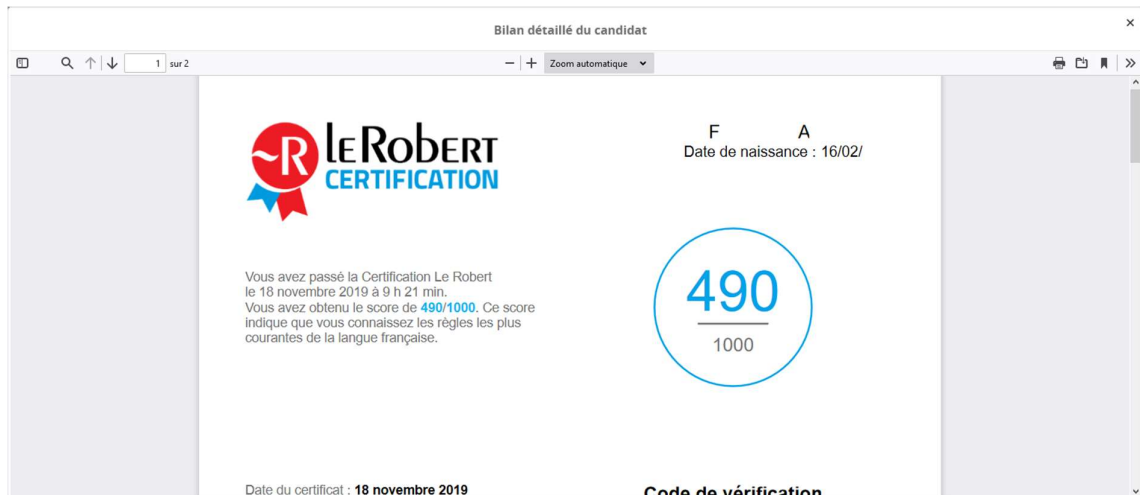 Bilan détaillé du candidat
1 sur 2
Zoom automatique
le Robert
CERTIFICATION
F A
Date de naissance : 16/02/
Vous avez passé la Certification Le Robert
le 18 novembre 2019 à 9 h 21 min.
Vous avez obtenu le score de 490/1000. Ce score
indique que vous connaissez les règles les plus
courantes de la langue française.
490
1000
Date du certificat : 18 novembre 2019
Code de vérification